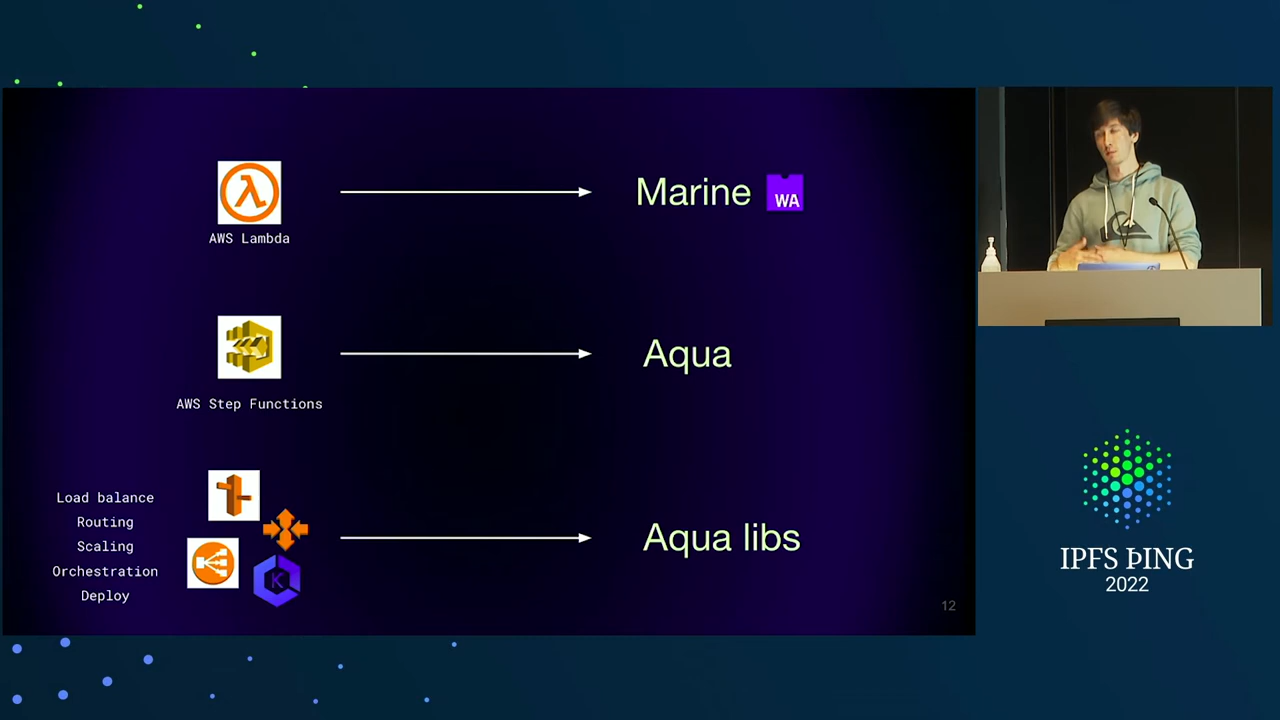 AWS Lambda
Marine
WA
AWS Step Functions
Aqua
Load balance
Routing
Scaling
Orchestration
Deploy
K
Aqua libs
12
IPFS ÞING
2022